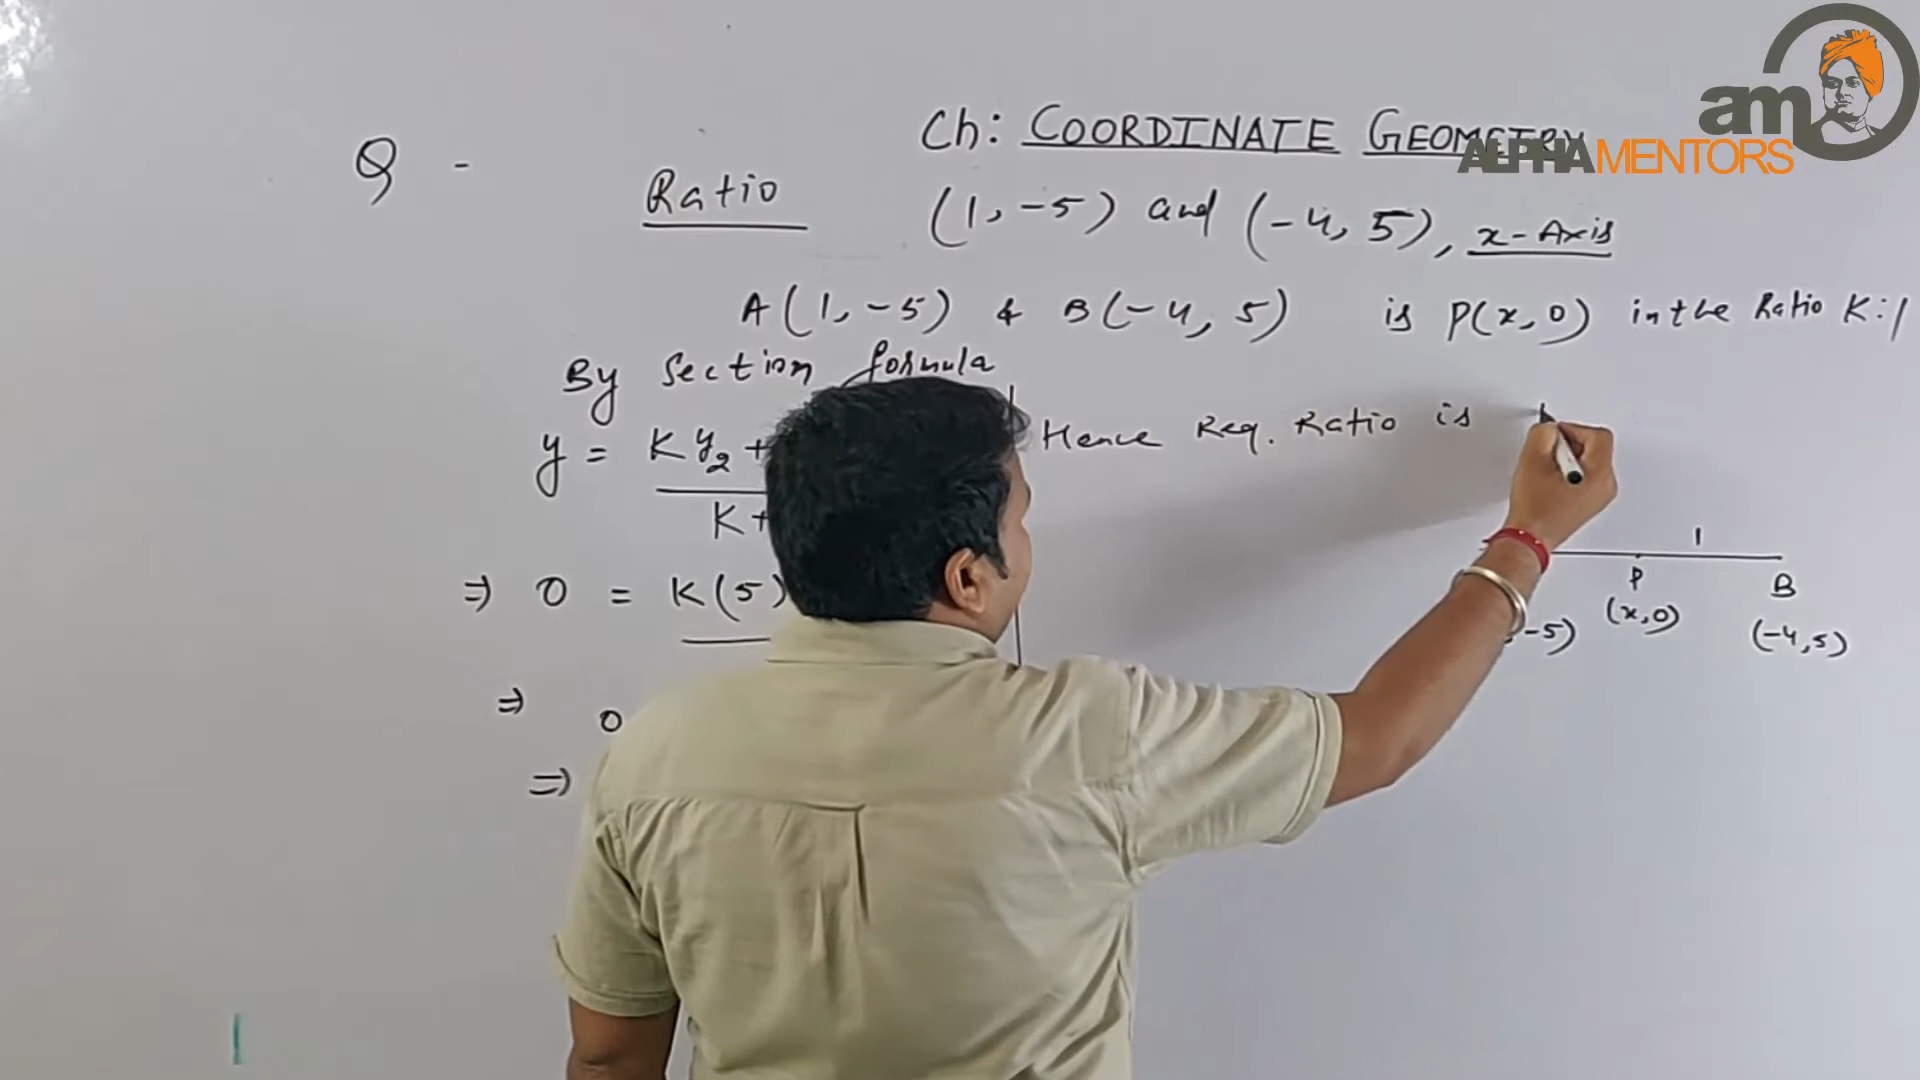 am
ALPHAMENTORS
Ch: COORDINATE GEOMETRY
Q - Ratio (1, -5) and (-4, 5), x-Axis
A(1, -5) & B(-4, 5) is P(x, 0) in the Ratio K:1
By Section formula
y = Ky₂ +
K +
⇒ 0 = K(5)
⇒ 0
⇒
Hence Req. Ratio is
1
P B
(x, 0) (-4, 5)
-5)